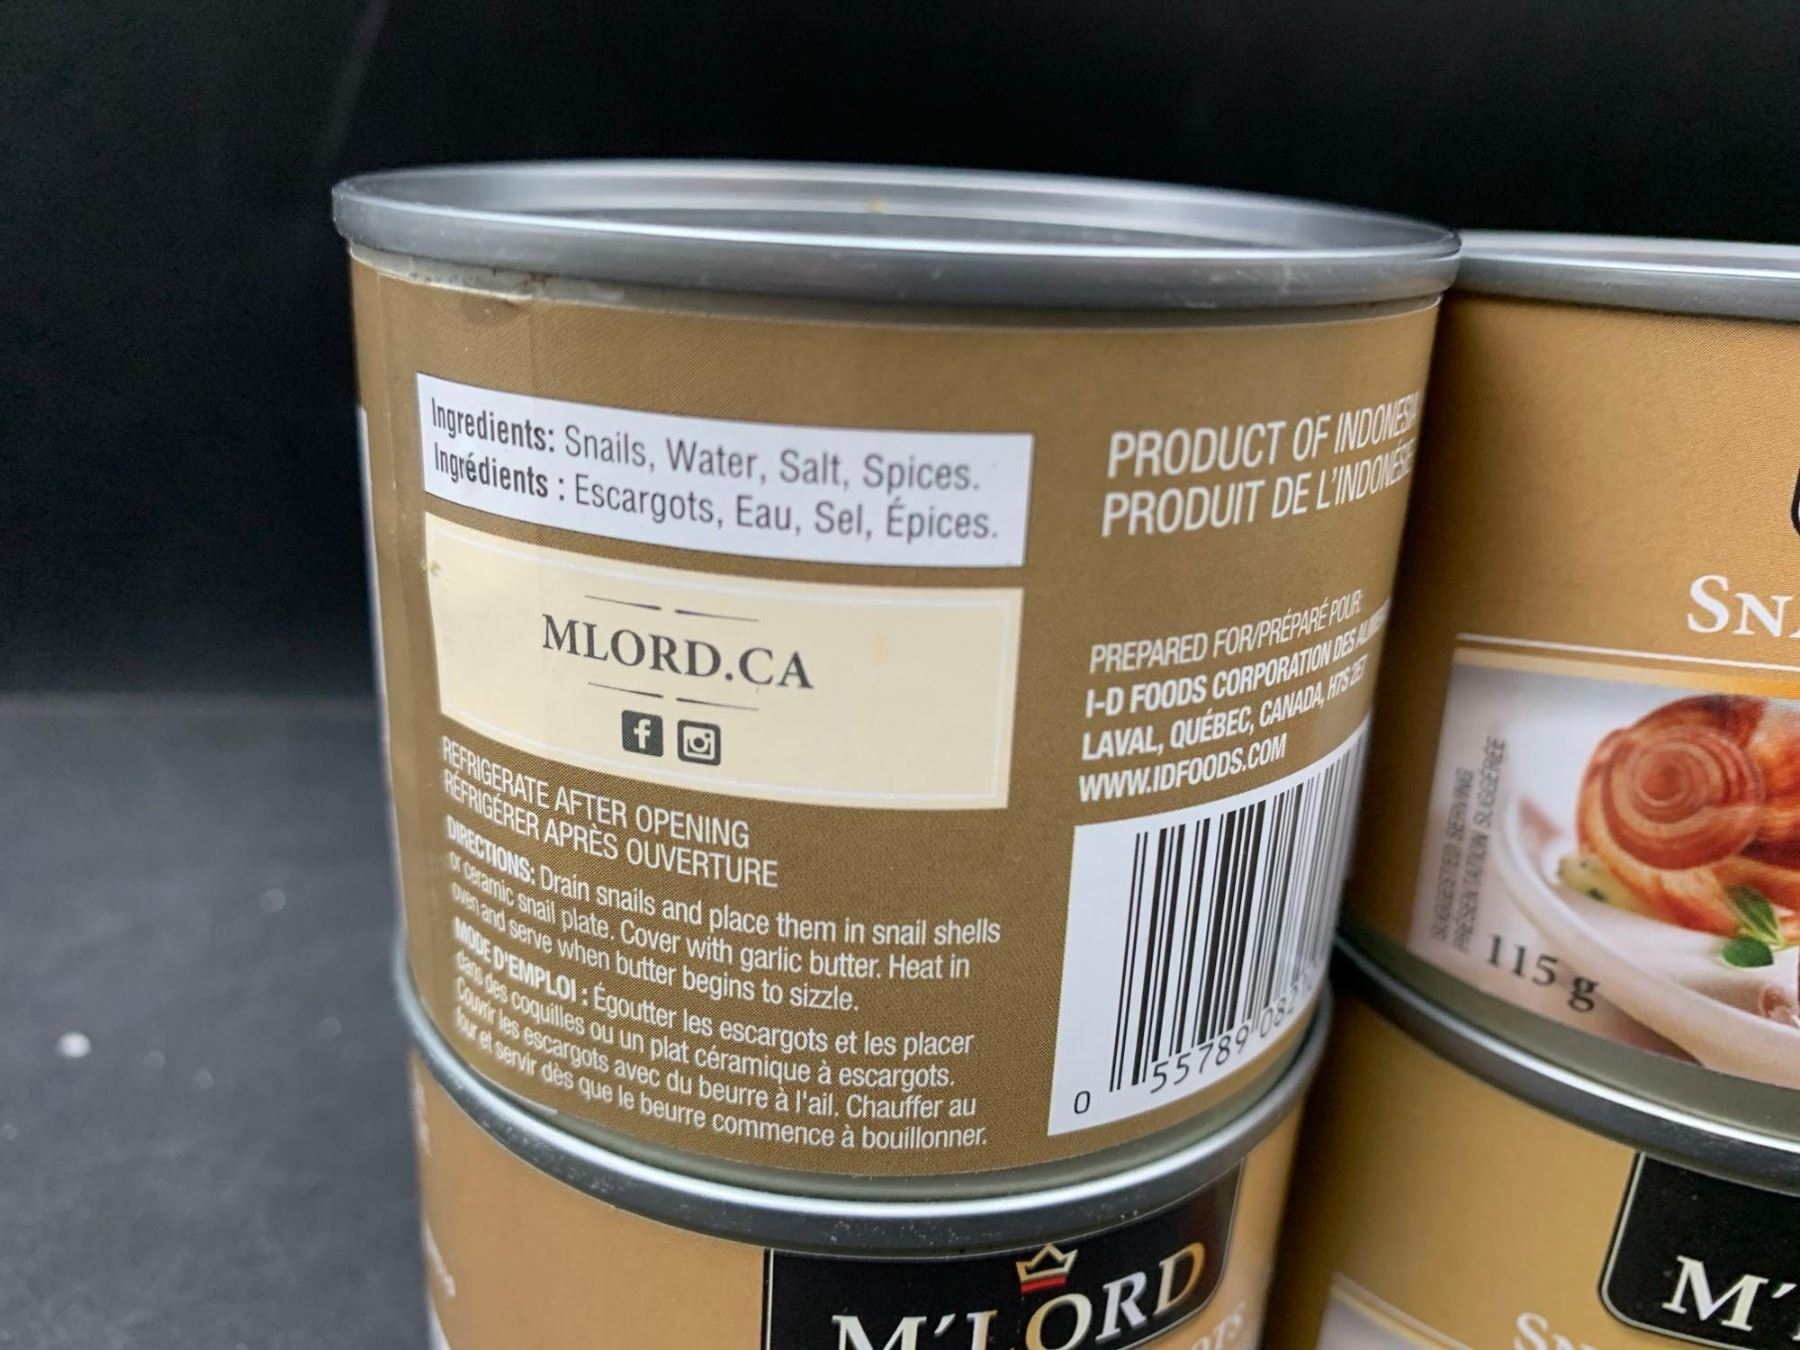 Ingredients: Snails, Water, Salt, Spices.
Ingrédients : Escargots, Eau, Sel, Épices.
MLORD.CA
REFRIGERATE AFTER OPENING
RÉFRIGÉRER APRÈS OUVERTURE
DIRECTIONS: Drain snails and place them in snail shells
or ceramic snail plate. Cover with garlic butter. Heat in
oven and serve when butter begins to sizzle.
MODE D'EMPLOI : Égoutter les escargots et les placer
dans des coquilles ou un plat céramique à escargots.
Couvrir les escargots avec du beurre à l'ail. Chauffer au
four et servir dès que le beurre commence à bouillonner.
PRODUCT OF INDONESIA
PRODUIT DE L'INDONÉSIE
PREPARED FOR/PRÉPARÉ POUR:
I-D FOODS CORPORATION DES
LAVAL, QUÉBEC, CANADA, H7S 2E7
WWW.IDFOODS.COM
0 55789 082
SUGGESTED SERVING
PRÉSENTATION SUGGÉRÉE
115 g
M'LORD
M'